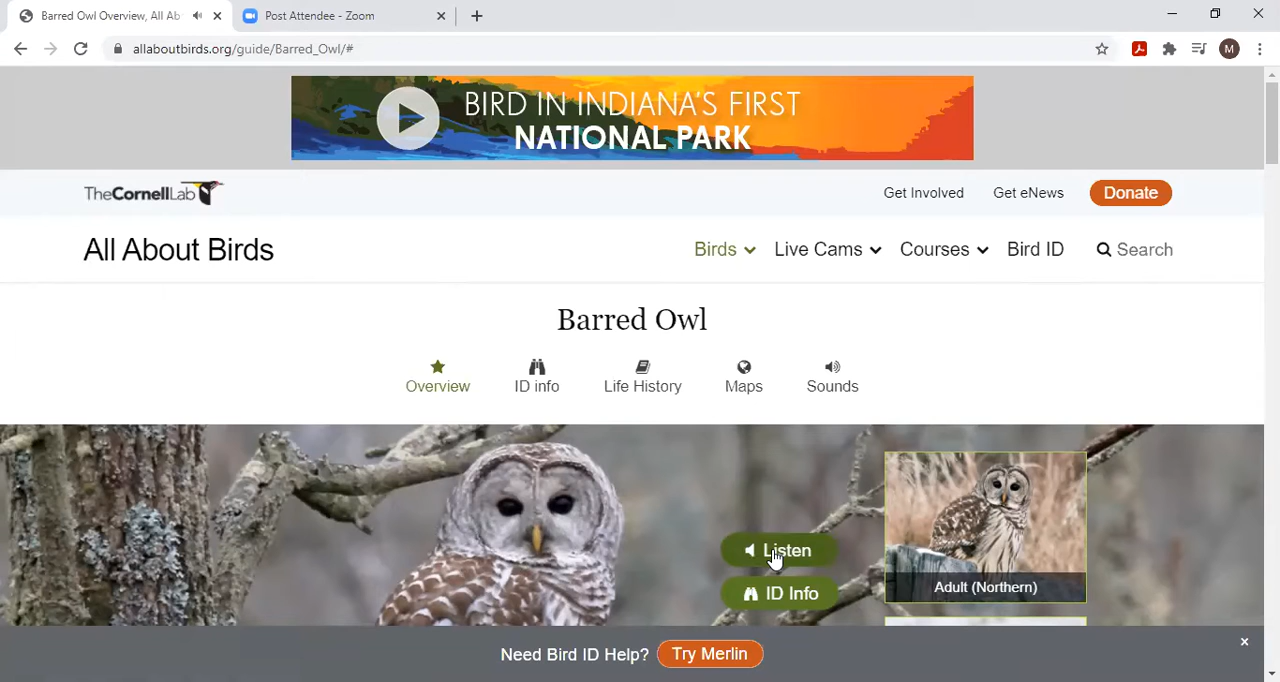 Barred Owl Overview, All Ab
Post Attendee - Zoom
allaboutbirds.org/guide/Barred_Owl/#
M
BIRD IN INDIANA'S FIRST
NATIONAL PARK
TheCornellLab
Get Involved
Get eNews
Donate
All About Birds
Birds
Live Cams
Courses
Bird ID
Search
Barred Owl
Overview
ID info
Life History
Maps
Sounds
Listen
ID Info
Adult (Northern)
Need Bird ID Help?
Try Merlin